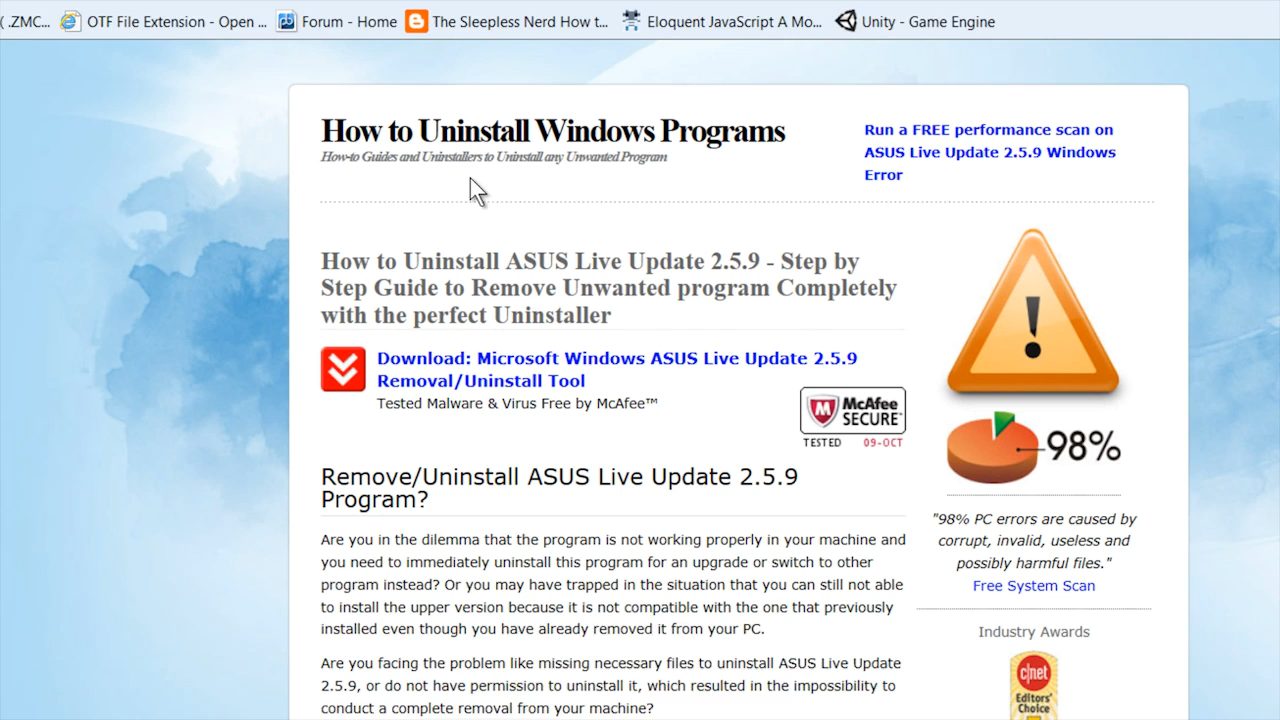 ( .ZMC... OTF File Extension - Open ... Forum - Home The Sleeples's Nerd How t... Eloquent JavaScript A Mo... Unity - Game Engine
How to Uninstall Windows Programs
How-to Guides and Uninstallers to Uninstall any Unwanted Program
Run a FREE performance scan on
ASUS Live Update 2.5.9 Windows
Error
How to Uninstall ASUS Live Update 2.5.9 - Step by
Step Guide to Remove Unwanted program Completely
with the perfect Uninstaller
Download: Microsoft Windows ASUS Live Update 2.5.9
Removal/Uninstall Tool
Tested Malware & Virus Free by McAfee™
McAfee
SECURE™
TESTED 09-OCT
Remove/Uninstall ASUS Live Update 2.5.9
Program?
Are you in the dilemma that the program is not working properly in your machine and
you need to immediately uninstall this program for an upgrade or switch to other
program instead? Or you may have trapped in the situation that you can still not able
to install the upper version because it is not compatible with the one that previously
installed even though you have already removed it from your PC.
Are you facing the problem like missing necessary files to uninstall ASUS Live Update
2.5.9, or do not have permission to uninstall it, which resulted in the impossibility to
conduct a complete removal from your machine?
!
98%
"98% PC errors are caused by
corrupt, invalid, useless and
possibly harmful files."
Free System Scan
Industry Awards
c|net
Editors'
Choice